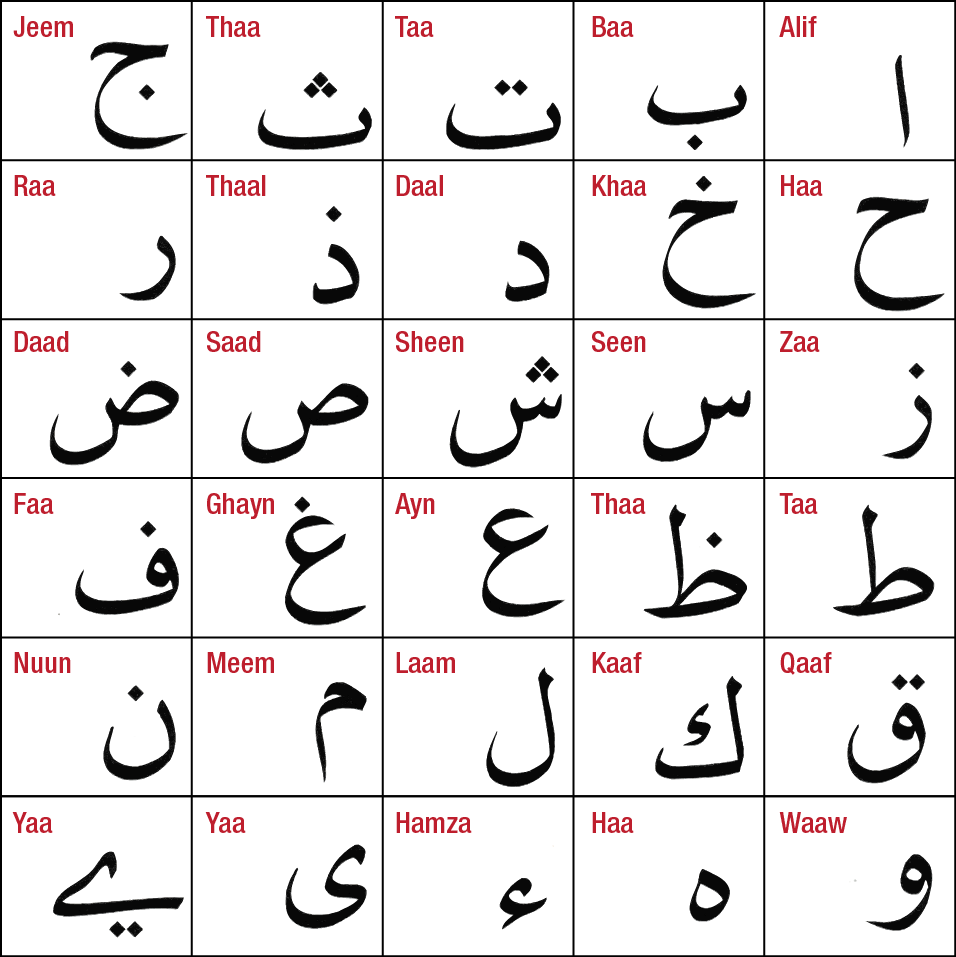 Alif Baa Taa Thaa Jeem
ا ب ت ث ج
Haa Khaa Daal Thaal Raa
ح خ د ذ ر
Zaa Seen Sheen Saad Daad
ز س ش ص ض
Taa Thaa Ayn Ghayn Faa
ط ظ ع غ ف
Qaaf Kaaf Laam Meem Nuun
ق ك ل م ن
Waaw Haa Hamza Yaa Yaa
و ه ء ى ے